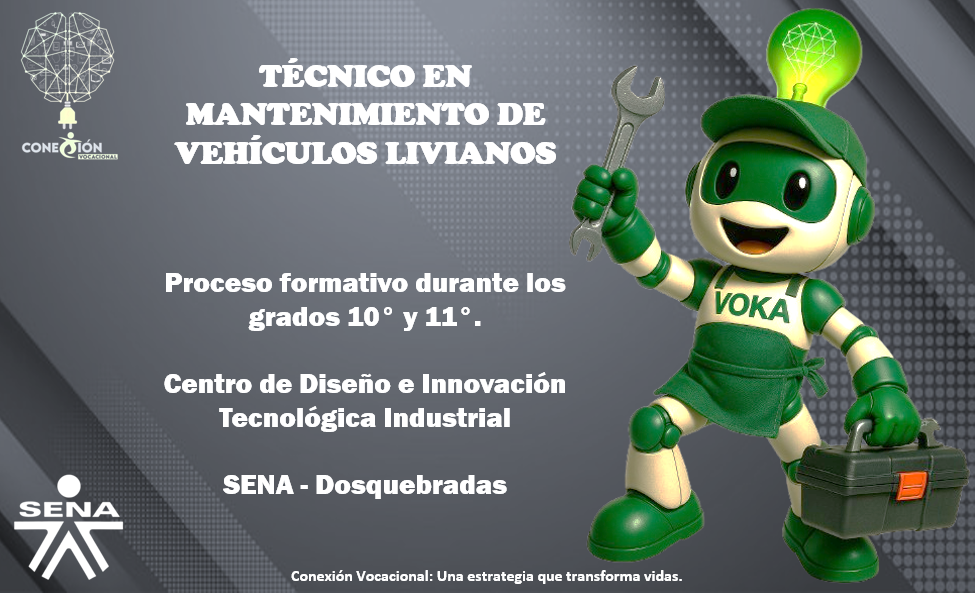 CONEXIÓN
VOCACIONAL
TÉCNICO EN
MANTENIMIENTO DE
VEHÍCULOS LIVIANOS
VOKA
Proceso formativo durante los
grados 10° y 11°.
Centro de Diseño e Innovación
Tecnológica Industrial
SENA - Dosquebradas
SENA
Conexión Vocacional: Una estrategia que transforma vidas.